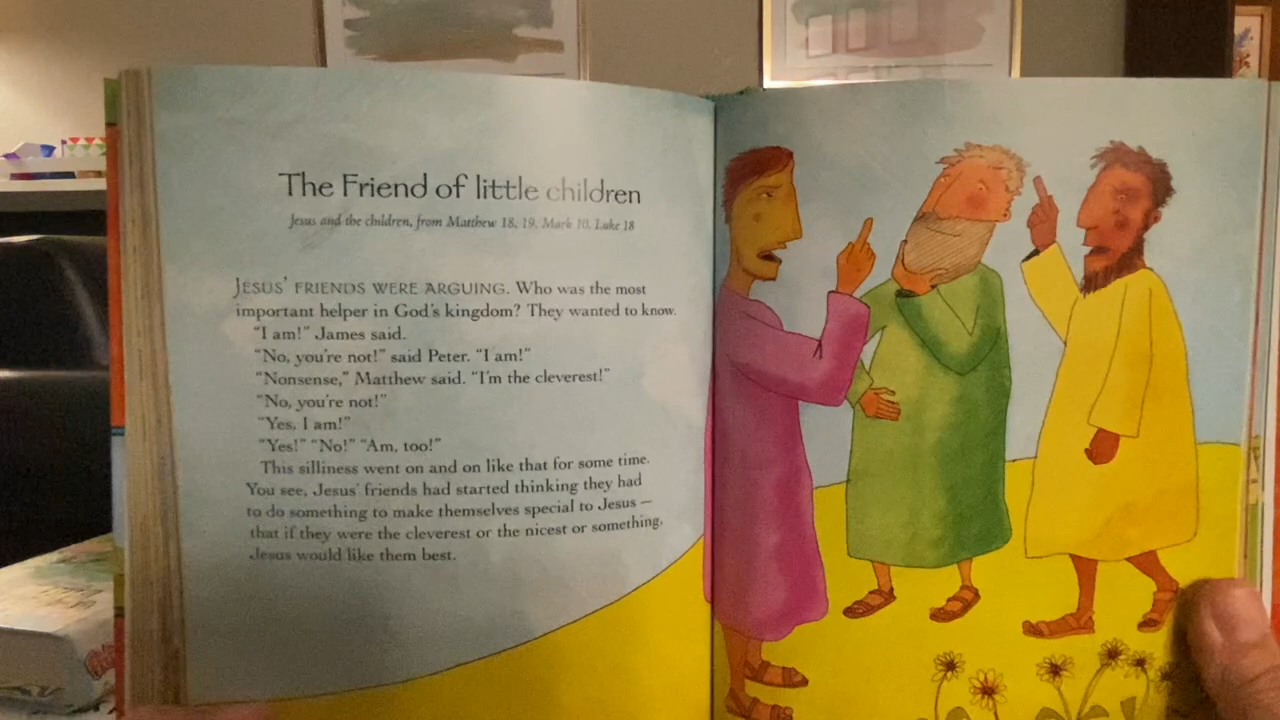 The Friend of little children
Jesus and the children, from Matthew 18, 19, Mark 10, Luke 18
JESUS' FRIENDS WERE ARGUING. Who was the most
important helper in God's kingdom? They wanted to know.
"I am!" James said.
"No, you're not!" said Peter. "I am!"
"Nonsense," Matthew said. "I'm the cleverest!"
"No, you're not!"
"Yes, I am!"
"Yes!" "No!" "Am, too!"
This silliness went on and on like that for some time.
You see, Jesus' friends had started thinking they had
to do something to make themselves special to Jesus —
that if they were the cleverest or the nicest or something,
Jesus would like them best.